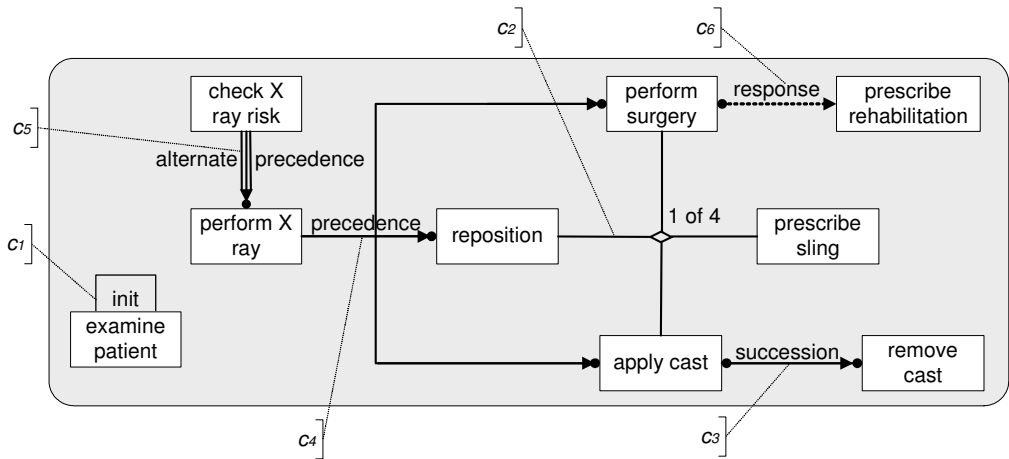 c2
c6
check X
ray risk
perform
surgery
response
prescribe
rehabilitation
c5
alternate precedence
1 of 4
perform X
ray
precedence
reposition
prescribe
sling
c1
init
examine
patient
apply cast
succession
remove
cast
c4
c3